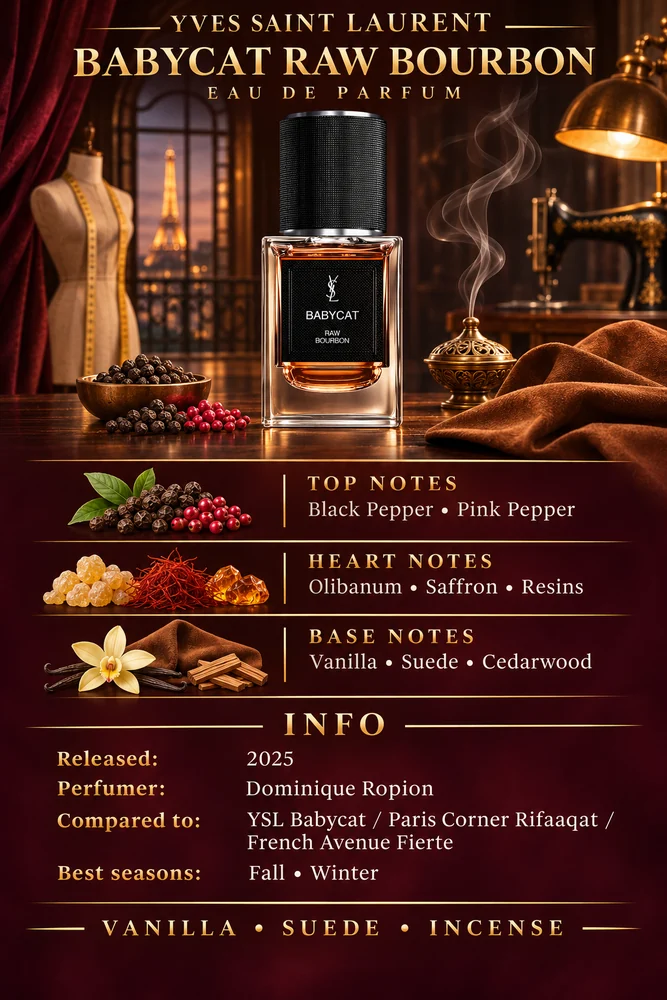 YVES SAINT LAURENT
BABYCAT RAW BOURBON
EAU DE PARFUM
YSL
BABYCAT
RAW
BOURBON
TOP NOTES
Black Pepper • Pink Pepper
HEART NOTES
Olibanum • Saffron • Resins
BASE NOTES
Vanilla • Suede • Cedarwood
INFO
Released: 2025
Perfumer: Dominique Ropion
Compared to: YSL Babycat / Paris Corner Rifaaqat /
French Avenue Fierte
Best seasons: Fall • Winter
VANILLA • SUEDE • INCENSE